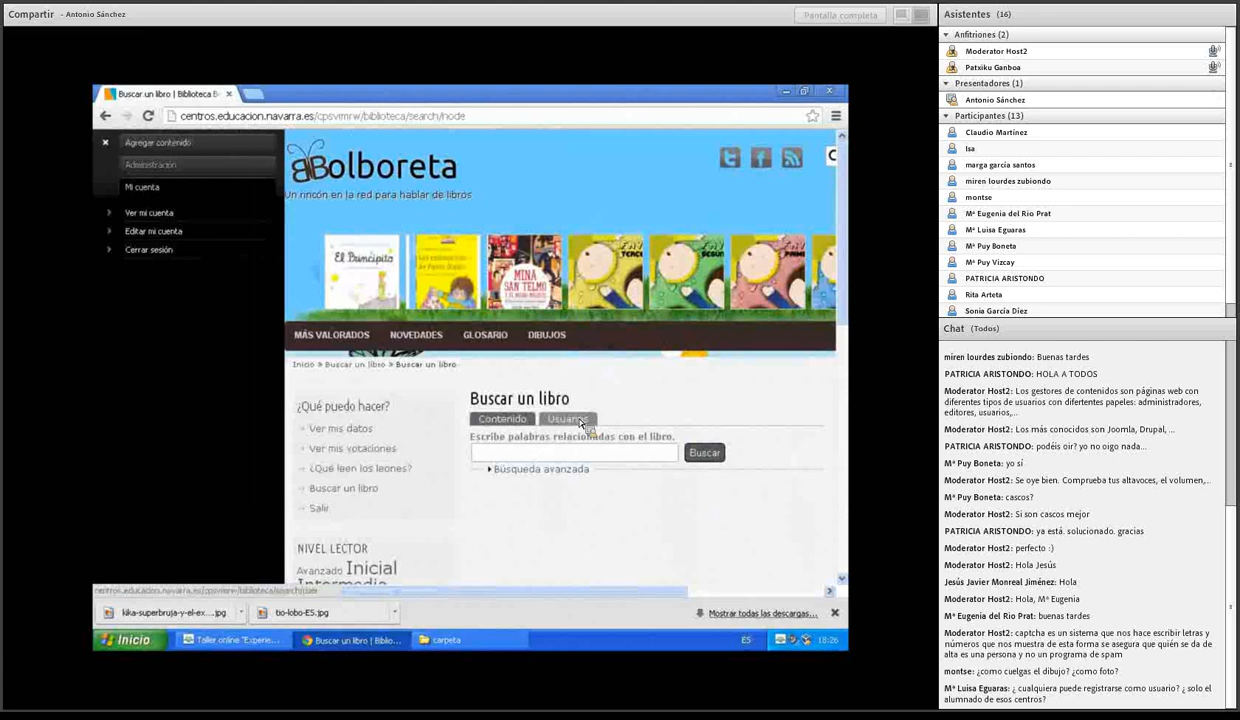 Compartir - Antonio Sánchez
Pantalla completa
Buscar un libro | Biblioteca B
centros.educacion.navarra.es/cpsvimrw/biblioteca/search/node
Agregar contenido
Administración
Mi cuenta
Ver mi cuenta
Editar mi cuenta
Cerrar sesión
Bolboreta
Un rincón en la red para hablar de libros
El Principito
MINA
SAN TELMO
MÁS VALORADOS
NOVEDADES
GLOSARIO
DIBUJOS
Inicio » Buscar un libro » Buscar un libro
¿Qué puedo hacer?
Ver mis datos
Ver mis votaciones
¿Qué leen los leones?
Buscar un libro
Salir
NIVEL LECTOR
Avanzado Inicial
Intermedio
Buscar un libro
Contenido
Usuarios
Escribe palabras relacionadas con el libro.
Buscar
Búsqueda avanzada
centros.educacion.navarra.es/cpsvimrw/biblioteca/search/user
kika-superbruja-y-el-ex....jpg
tio-lobo-E5.jpg
Mostrar todas las descargas...
Inicio
Taller online "Experie...
Buscar un libro | Biblio...
carpeta
ES
18:26
Asistentes (16)
Anfitriones (2)
Moderator Host2
Patxiku Ganboa
Presentadores (1)
Antonio Sánchez
Participantes (13)
Claudio Martínez
Isa
marga garcía santos
miren lourdes zubiondo
montse
Mª Eugenia del Rio Prat
Mª Luisa Eguaras
Mª Puy Boneta
Mª Puy Vizcay
PATRICIA ARISTONDO
Rita Arteta
Sonia García Díez
Chat (Todos)
miren lourdes zubiondo: Buenas tardes
PATRICIA ARISTONDO: HOLA A TODOS
Moderator Host2: Los gestores de contenidos son páginas web con
diferentes tipos de usuarios con difertentes papeles: administradores,
editores, usuarios,...
Moderator Host2: Los más conocidos son Joomla, Drupal, ...
PATRICIA ARISTONDO: podéis oir? yo no oigo nada...
Mª Puy Boneta: yo sí
Moderator Host2: Se oye bien. Comprueba tus altavoces, el volumen,...
Mª Puy Boneta: cascos?
Moderator Host2: Si son cascos mejor
PATRICIA ARISTONDO: ya está. solucionado. gracias
Moderator Host2: perfecto :)
Moderator Host2: Hola Jesús
Jesús Javier Monreal Jiménez: Hola
Moderator Host2: Hola, Mª Eugenia
Mª Eugenia del Rio Prat: buenas tardes
Moderator Host2: captcha es un sistema que nos hace escribir letras y
números que nos muestra de esta forma se asegura que quién se da de
alta es una persona y no un programa de spam
montse: ¿como cuelgas el dibujo? ¿como foto?
Mª Luisa Eguaras: ¿ cualquiera puede registrarse como usuario? ¿ solo el
alumnado de esos centros?